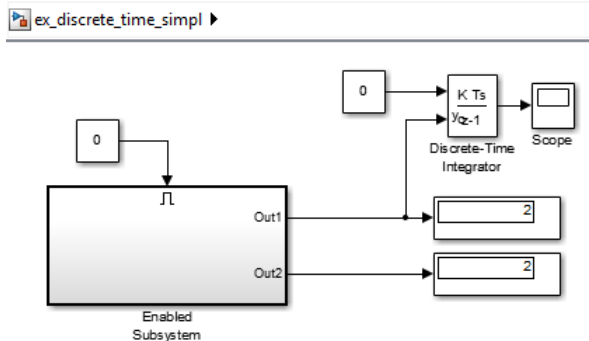 ex_discrete_time_simpl
0
K Ts
z-1
Discrete-Time
Integrator
Scope
0
Out1
2
Out2
2
Enabled
Subsystem